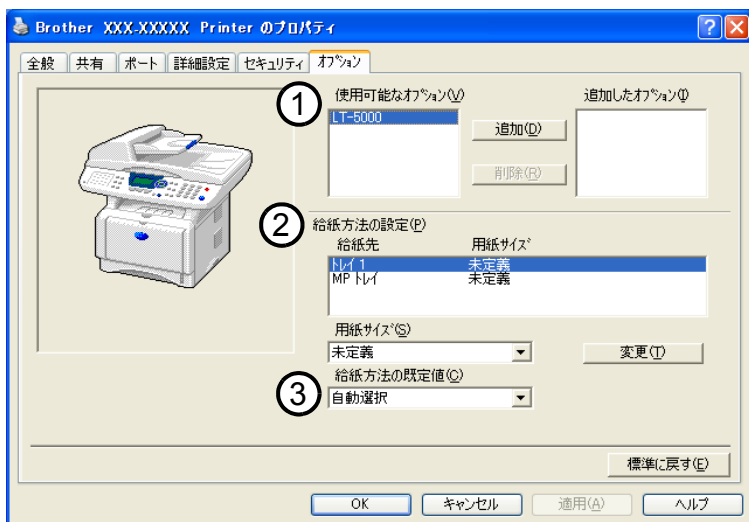 Brother XXX-XXXXX Printer のプロパティ
全般 共有 ポート 詳細設定 セキュリティ オプション
① 使用可能なオプション(V) 追加したオプション(I)
LT-5000
追加(D)
削除(R)
② 給紙方法の設定(P)
給紙先 用紙サイズ
トレイ 1 未定義
MP トレイ 未定義
用紙サイズ(S)
未定義 変更(T)
給紙方法の既定値(C)
③ 自動選択
標準に戻す(E)
OK キャンセル 適用(A) ヘルプ